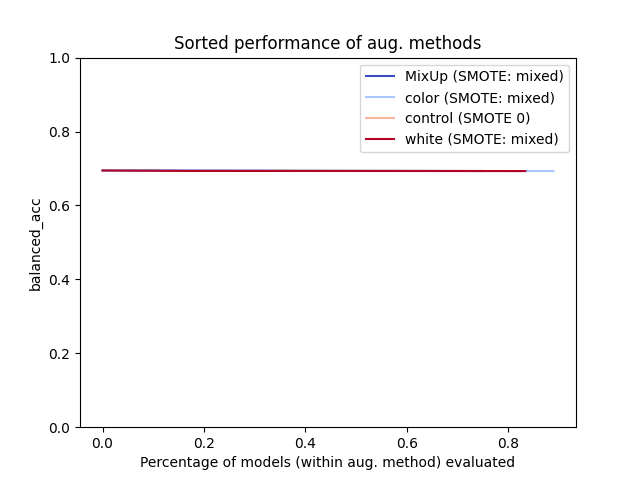 Sorted performance of aug. methods
1.0
0.8
0.6
0.4
0.2
0.0
balanced_acc
MixUp (SMOTE: mixed)
color (SMOTE: mixed)
control (SMOTE 0)
white (SMOTE: mixed)
0.0 0.2 0.4 0.6 0.8
Percentage of models (within aug. method) evaluated